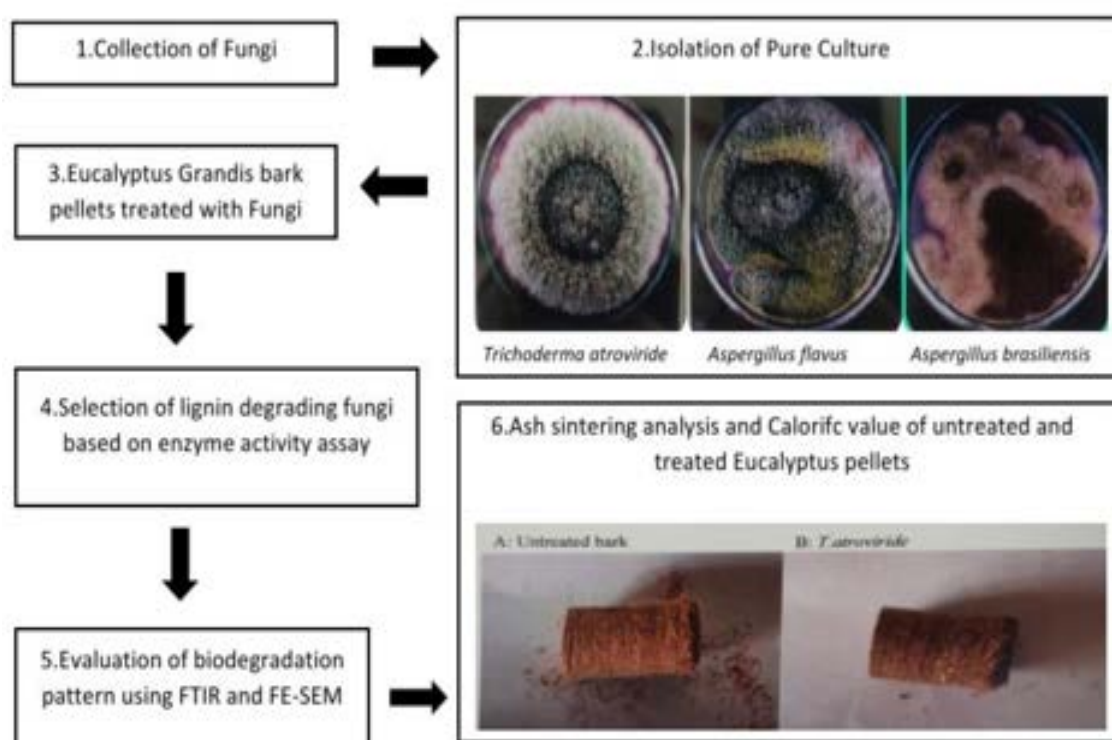 1.Collection of Fungi
2.Isolation of Pure Culture
Trichoderma atroviride
Aspergillus flavus
Aspergillus brasiliensis
3.Eucalyptus Grandis bark
pellets treated with Fungi
4.Selection of lignin degrading fungi
based on enzyme activity assay
5.Evaluation of biodegradation
pattern using FTIR and FE-SEM
6.Ash sintering analysis and Calorifc value of untreated and
treated Eucalyptus pellets
A: Untreated bark
B: T.atroviride